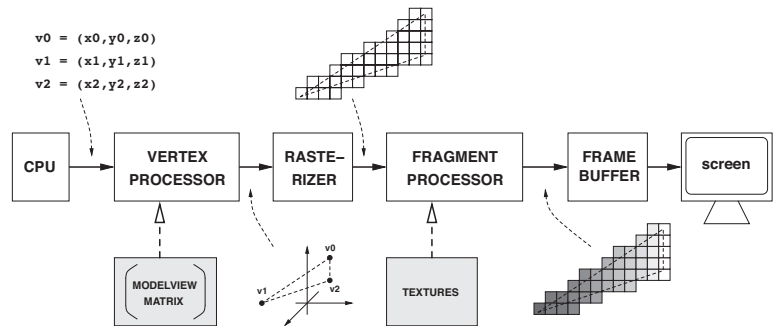 v0 = (x0,y0,z0)
v1 = (x1,y1,z1)
v2 = (x2,y2,z2)
CPU
VERTEX
PROCESSOR
RASTE-
RIZER
FRAGMENT
PROCESSOR
FRAME
BUFFER
screen
MODELVIEW
MATRIX
v0
v1
v2
TEXTURES